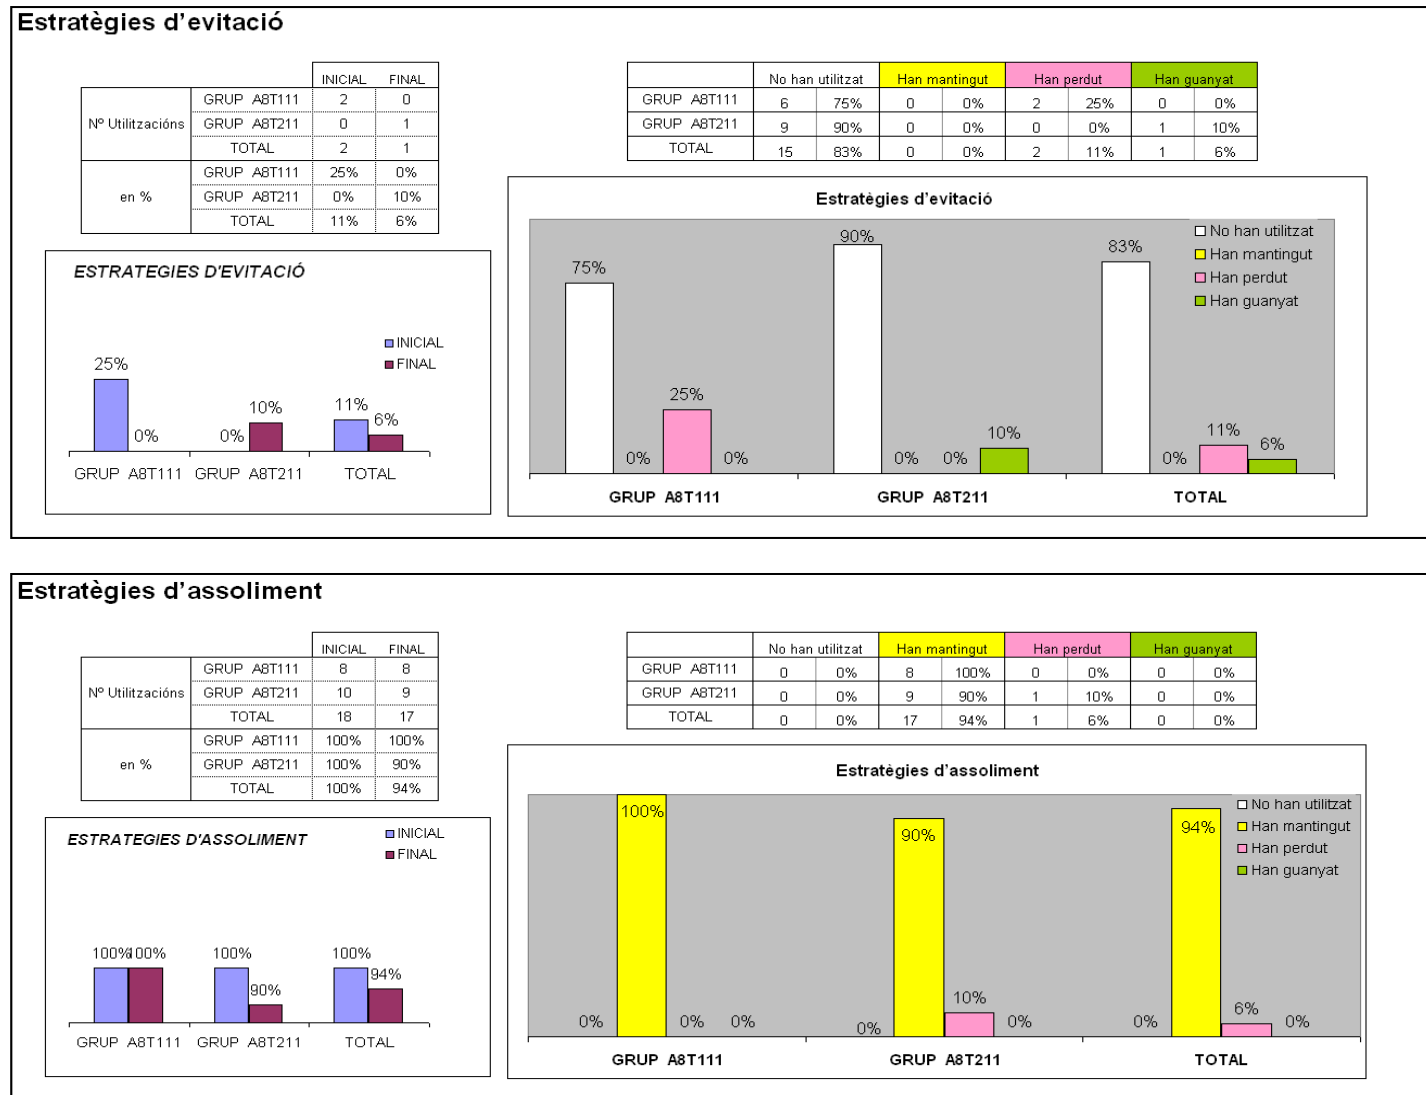 Estratègies d'evitació
INICIAL FINAL
Nº Utilitzacións
GRUP A8T111 2 0
GRUP A8T211 0 1
TOTAL 2 1
en %
GRUP A8T111 25% 0%
GRUP A8T211 0% 10%
TOTAL 11% 6%
No han utilitzat Han mantingut Han perdut Han guanyat
GRUP A8T111 6 75% 0 0% 2 25% 0 0%
GRUP A8T211 9 90% 0 0% 0 0% 1 10%
TOTAL 15 83% 0 0% 2 11% 1 6%
ESTRATEGIES D'EVITACIÓ
INICIAL
FINAL
25% 0% 0% 10% 11% 6%
GRUP A8T111 GRUP A8T211 TOTAL
Estratègies d'evitació
No han utilitzat
Han mantingut
Han perdut
Han guanyat
75% 0% 25% 0% 90% 0% 0% 10% 83% 0% 11% 6%
GRUP A8T111 GRUP A8T211 TOTAL
Estratègies d'assoliment
INICIAL FINAL
Nº Utilitzacións
GRUP A8T111 8 8
GRUP A8T211 10 9
TOTAL 18 17
en %
GRUP A8T111 100% 100%
GRUP A8T211 100% 90%
TOTAL 100% 94%
No han utilitzat Han mantingut Han perdut Han guanyat
GRUP A8T111 0 0% 8 100% 0 0% 0 0%
GRUP A8T211 0 0% 9 90% 1 10% 0 0%
TOTAL 0 0% 17 94% 1 6% 0 0%
ESTRATEGIES D'ASSOLIMENT
INICIAL
FINAL
100% 100% 100% 90% 100% 94%
GRUP A8T111 GRUP A8T211 TOTAL
Estratègies d'assoliment
No han utilitzat
Han mantingut
Han perdut
Han guanyat
0% 100% 0% 0% 0% 90% 10% 0% 0% 94% 6% 0%
GRUP A8T111 GRUP A8T211 TOTAL